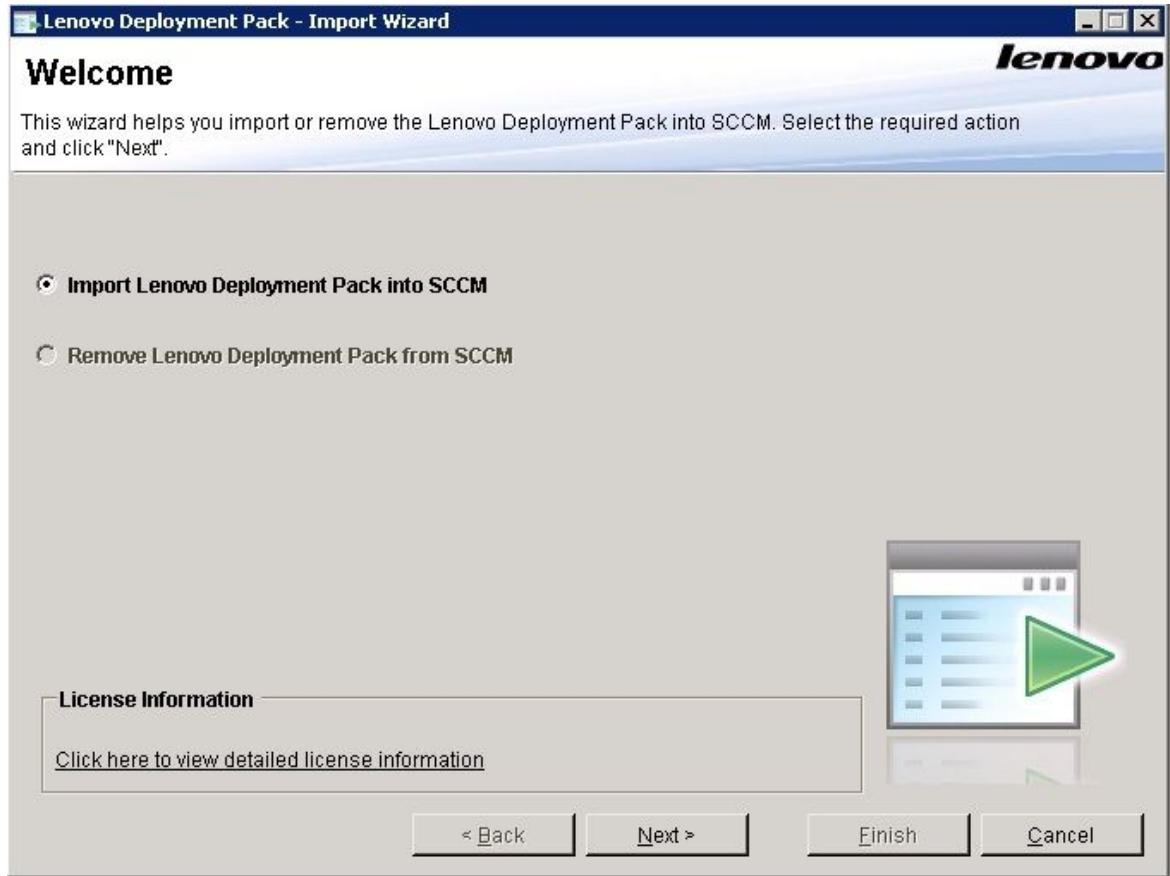 Lenovo Deployment Pack - Import Wizard
lenovo
Welcome
This wizard helps you import or remove the Lenovo Deployment Pack into SCCM. Select the required action
and click "Next".
Import Lenovo Deployment Pack into SCCM
Remove Lenovo Deployment Pack from SCCM
License Information
Click here to view detailed license information
< Back
Next >
Finish
Cancel